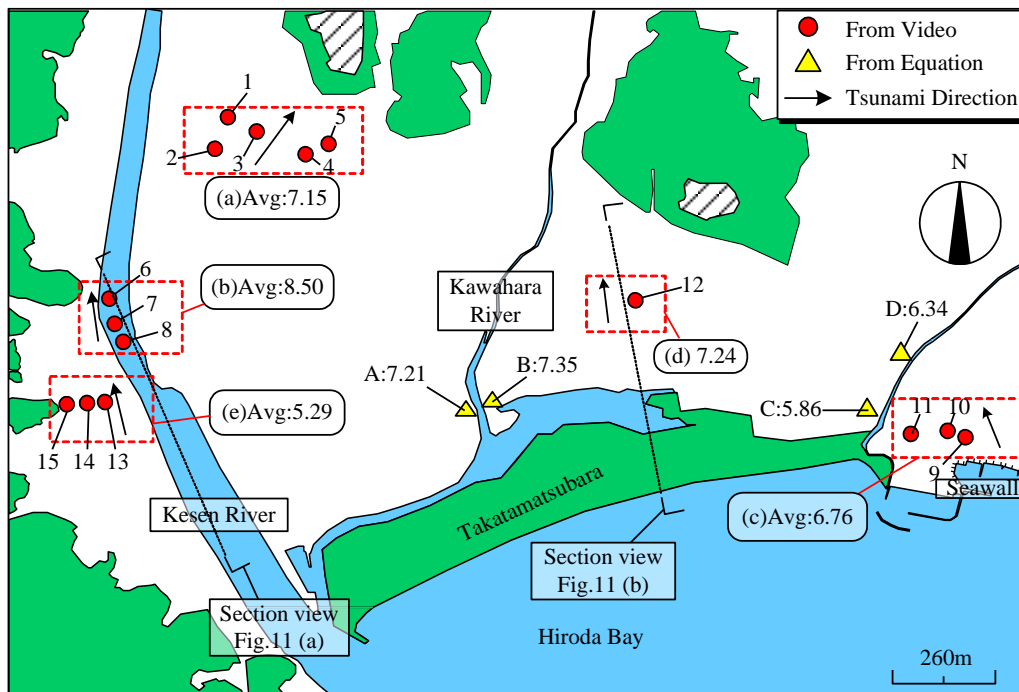 From Video
From Equation
Tsunami Direction
1
2
3
4
5
(a)Avg:7.15
N
6
7
8
(b)Avg:8.50
Kawahara
River
12
(d) 7.24
D:6.34
A:7.21
B:7.35
C:5.86
(e)Avg:5.29
15
14
13
11
10
9
Seawall
Kesen River
Takatamatsubara
(c)Avg:6.76
Section view
Fig.11 (b)
Section view
Fig.11 (a)
Hiroda Bay
260m